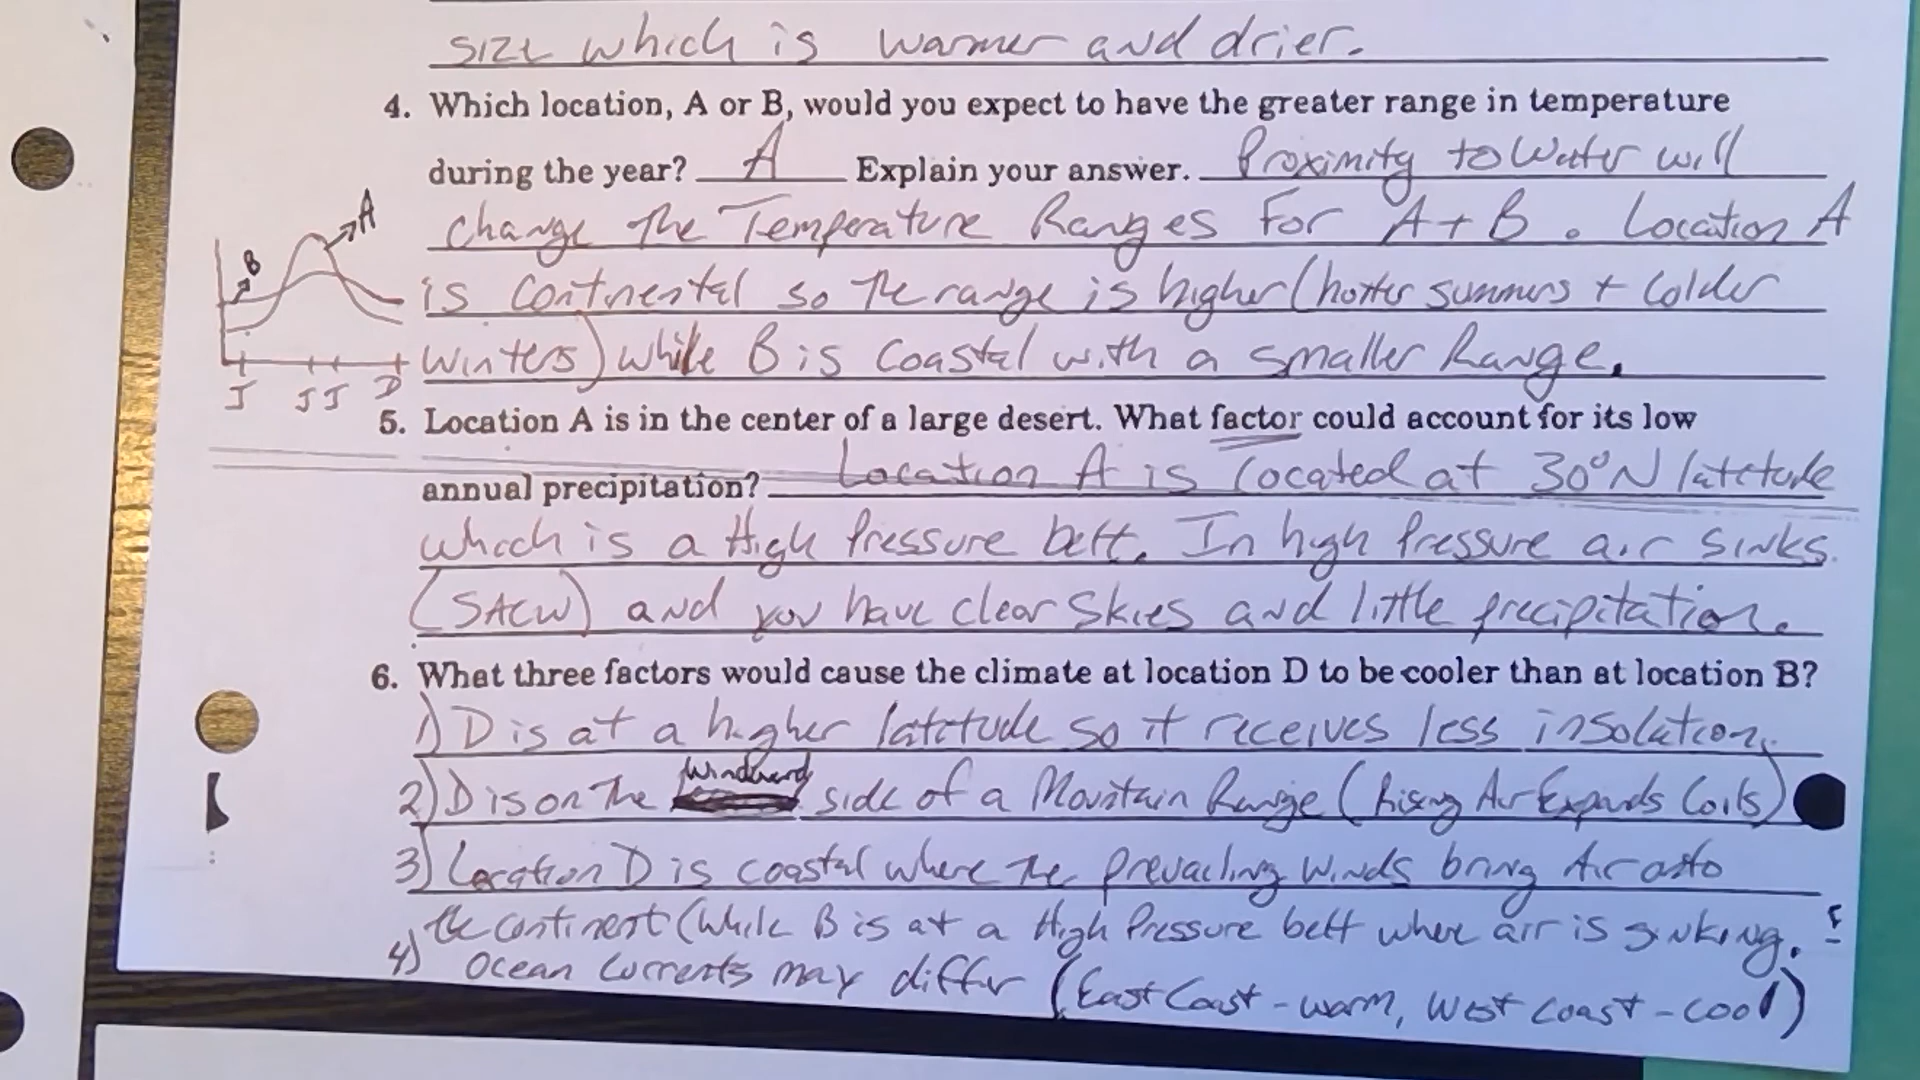 size which is warmer and drier.
4. Which location, A or B, would you expect to have the greater range in temperature
during the year? A Explain your answer. Proximity to Water will
change the Temperature Ranges For A + B. Location A
is Continental so the range is higher (hotter summers + Colder
Winters) while B is Coastal with a smaller Range.
A
B
J J J D
5. Location A is in the center of a large desert. What factor could account for its low
annual precipitation? Location A is located at 30°N latitude
which is a High Pressure belt. In high Pressure air sinks.
(SACW) and you have clear skies and little precipitation.
6. What three factors would cause the climate at location D to be cooler than at location B?
1) D is at a higher latitude so it receives less insolation.
2) D is on the Windward side of a Mountain Range (Rising Air Expands Cools)
3) Location D is coastal where the prevailing winds bring Air onto
the continent (While B is at a High Pressure belt where air is sinking.
4) Ocean Currents may differ (East Coast - warm, West Coast - cool)